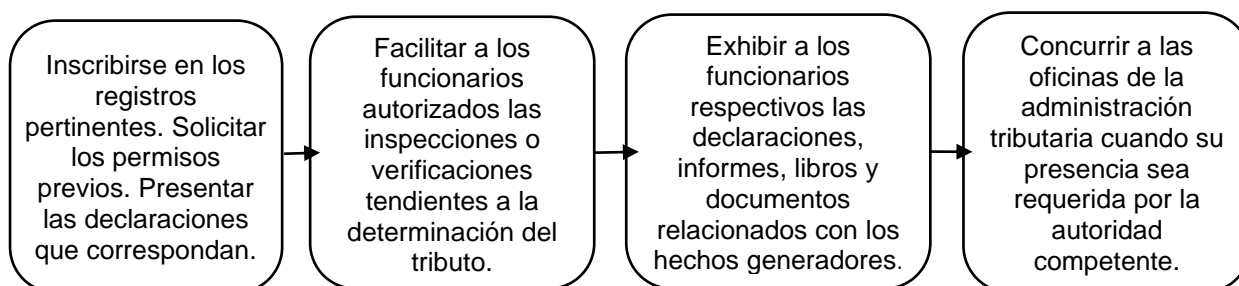 Inscribirse en los
registros
pertinentes. Solicitar
los permisos
previos. Presentar
las declaraciones
que correspondan.
Facilitar a los
funcionarios
autorizados las
inspecciones o
verificaciones
tendientes a la
determinación del
tributo.
Exhibir a los
funcionarios
respectivos las
declaraciones,
informes, libros y
documentos
relacionados con los
hechos generadores.
Concurrir a las
oficinas de la
administración
tributaria cuando su
presencia sea
requerida por la
autoridad
competente.